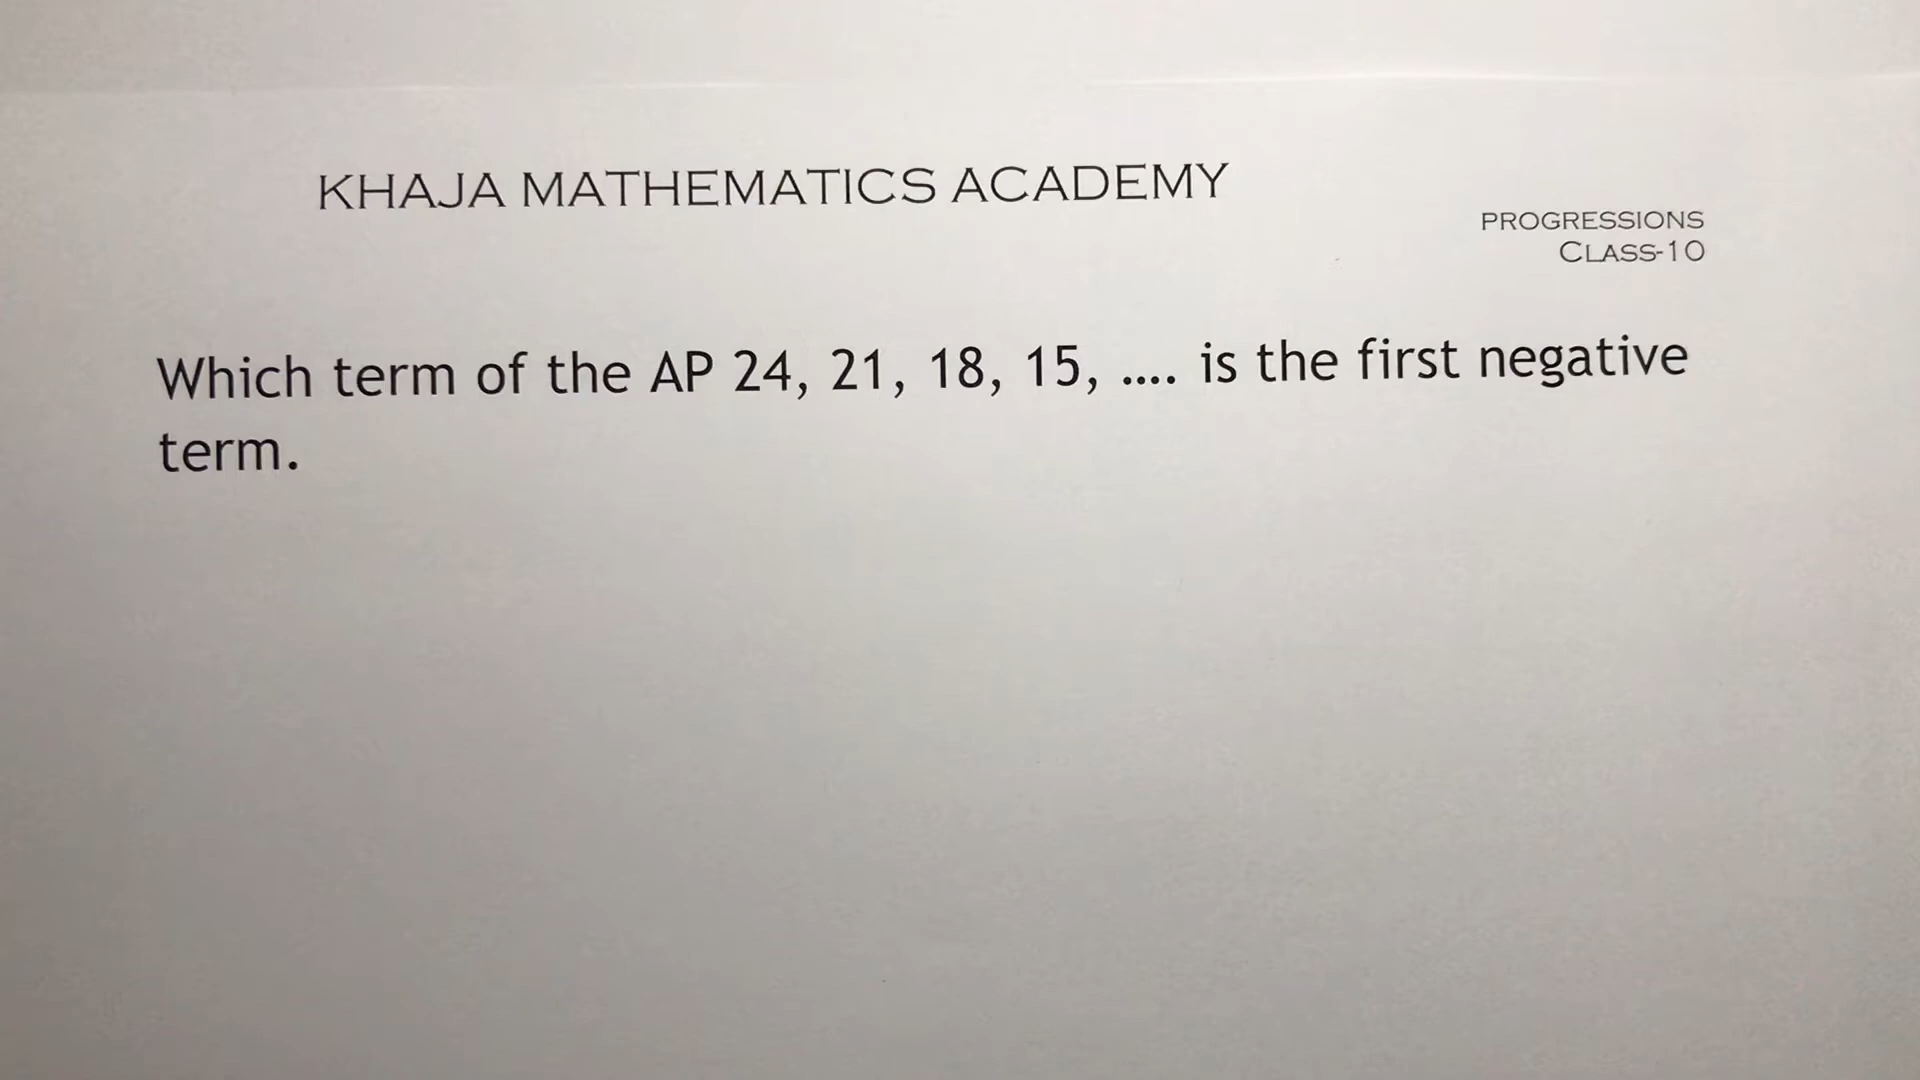 KHAJA MATHEMATICS ACADEMY
PROGRESSIONS
CLASS-10
Which term of the AP 24, 21, 18, 15, .... is the first negative
term.